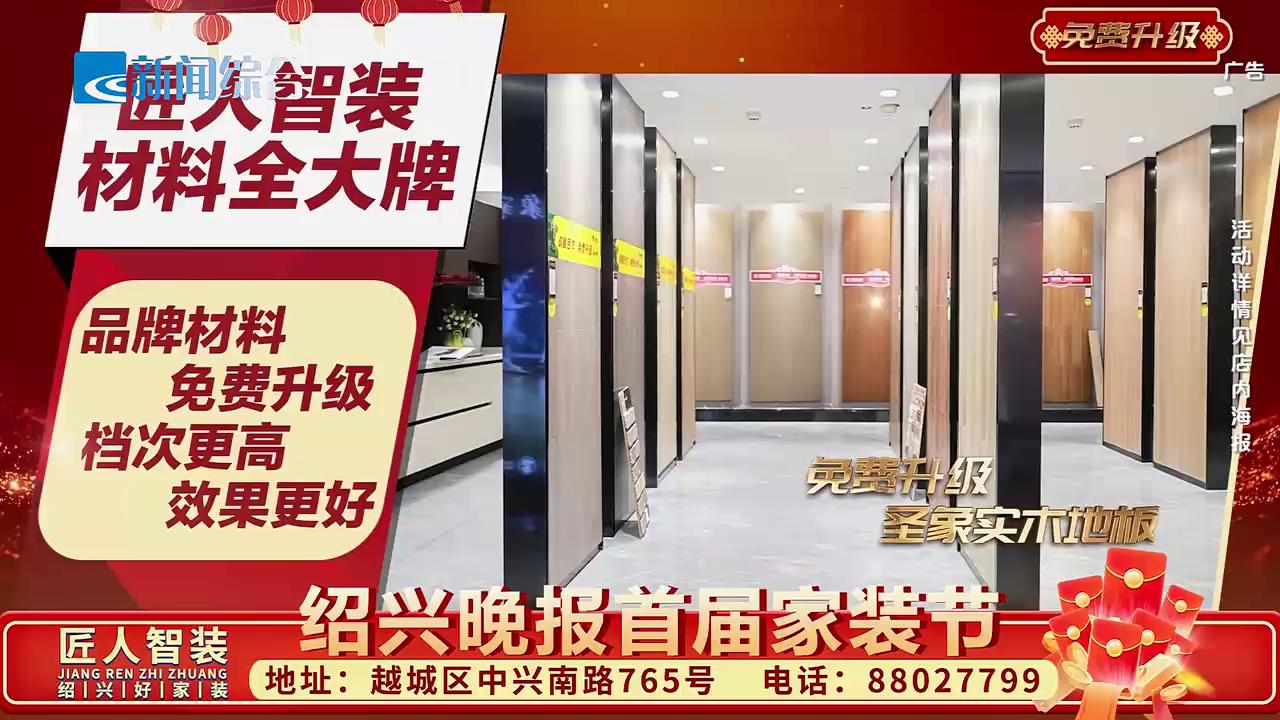 新闻综合
免费升级
广告
匠人智装
材料全大牌
品牌材料
免费升级
档次更高
效果更好
活动详情见店内海报
免费升级
圣象实木地板
绍兴晚报首届家装节
匠人智装
JIANG REN ZHI ZHUANG
绍|兴|好|家|装
地址：越城区中兴南路765号 电话：88027799